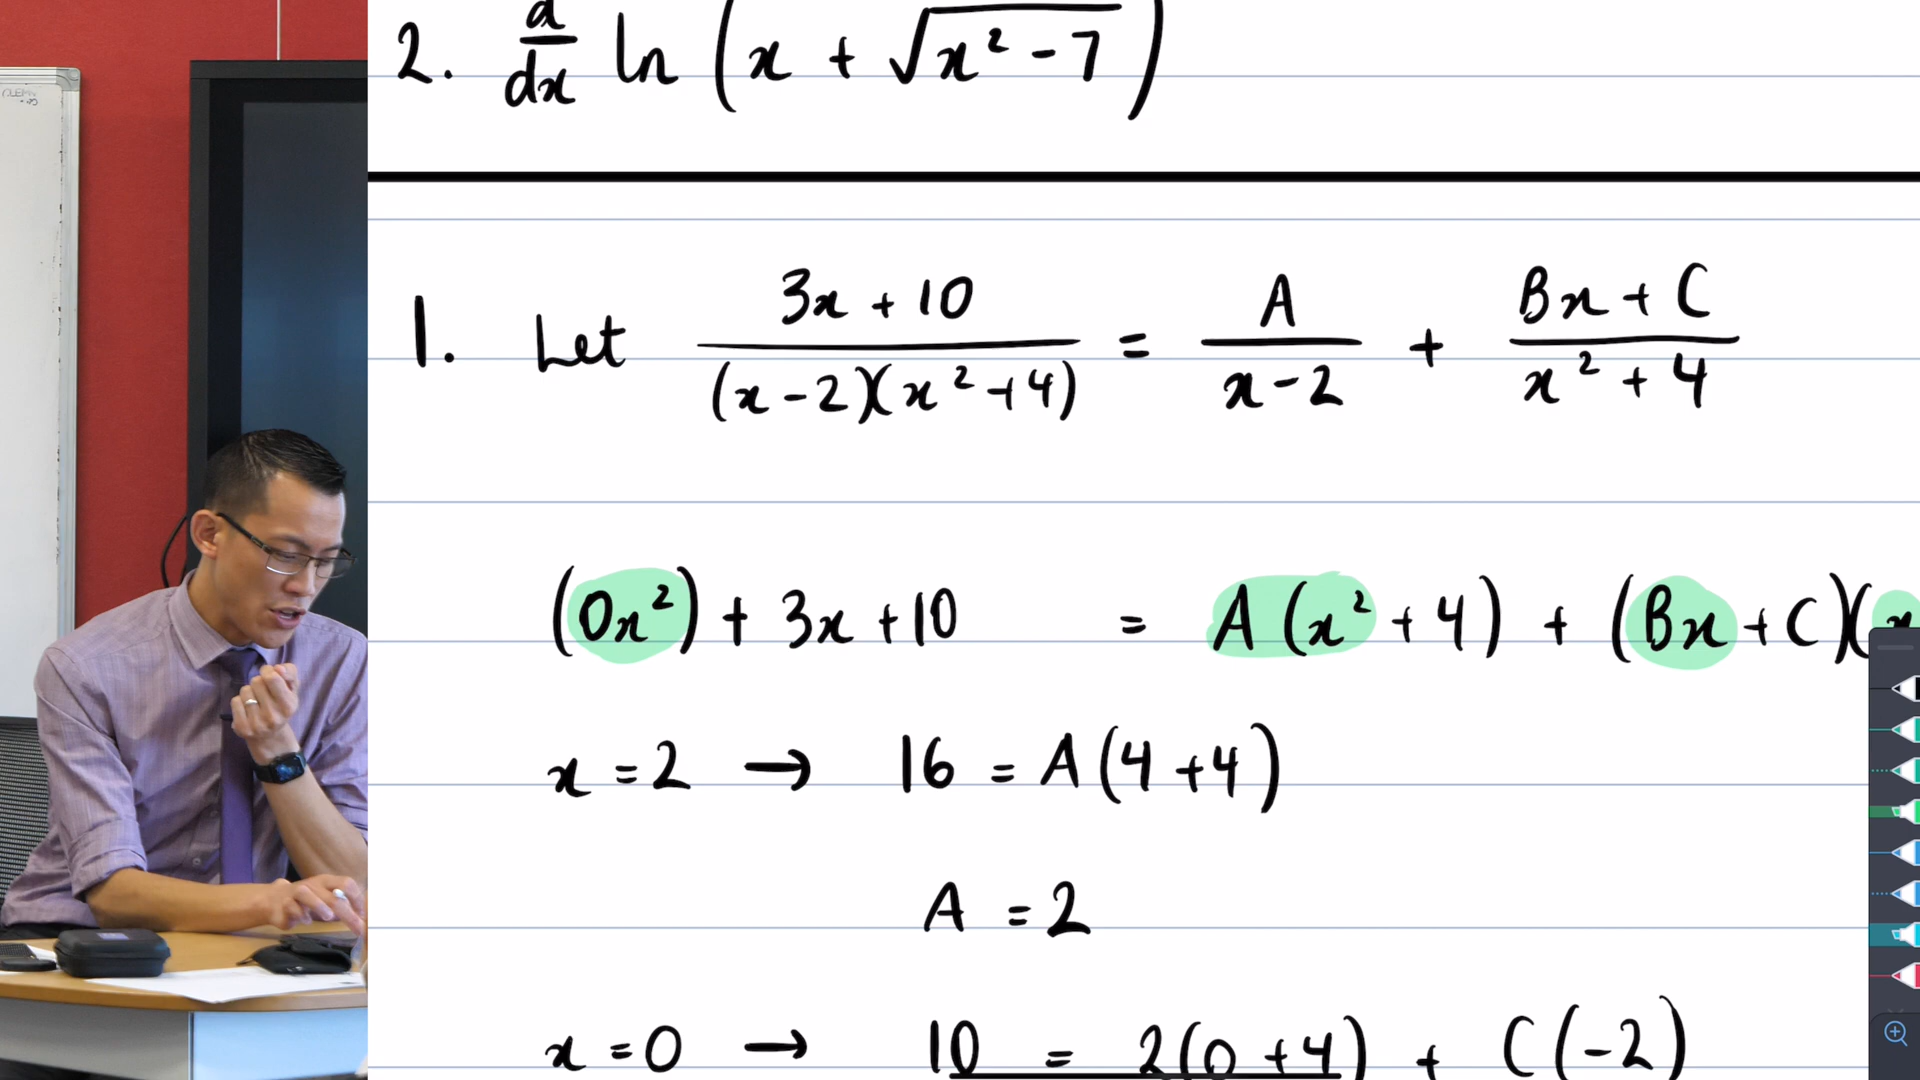 2. d/dx ln (x + √(x² - 7))
1. Let (3x + 10)/((x - 2)(x² + 4)) = A/(x - 2) + (Bx + C)/(x² + 4)
(0x²) + 3x + 10 = A (x² + 4) + (Bx + C)(x
x = 2 → 16 = A (4 + 4)
A = 2
x = 0 → 10 = 2(0 + 4) + C (-2)